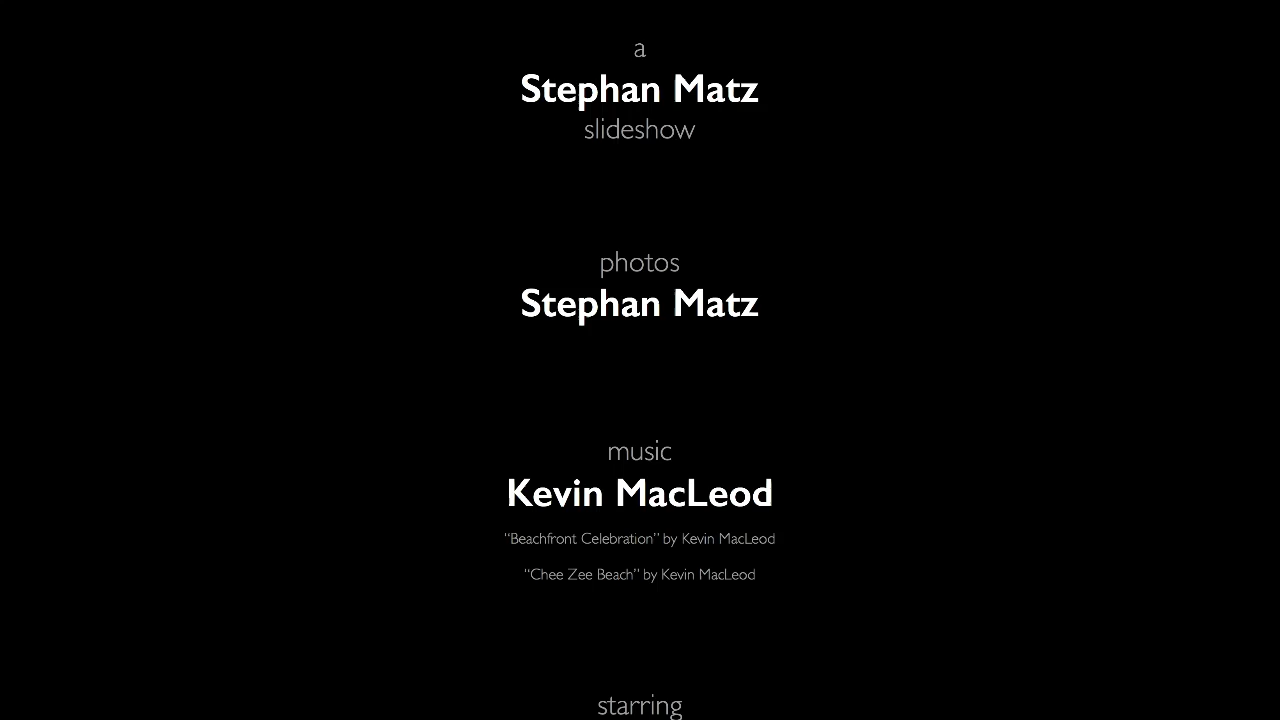 a
Stephan Matz
slideshow
photos
Stephan Matz
music
Kevin MacLeod
“Beachfront Celebration” by Kevin MacLeod
“Chee Zee Beach” by Kevin MacLeod
starring